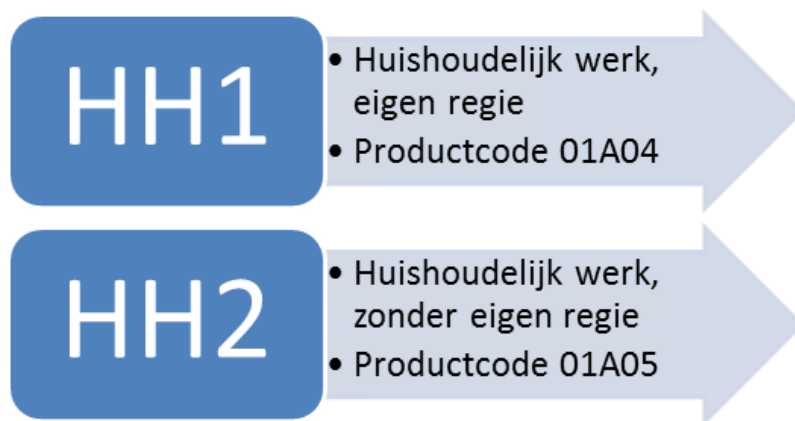 HH1
• Huishoudelijk werk,
eigen regie
• Productcode 01A04
HH2
• Huishoudelijk werk,
zonder eigen regie
• Productcode 01A05